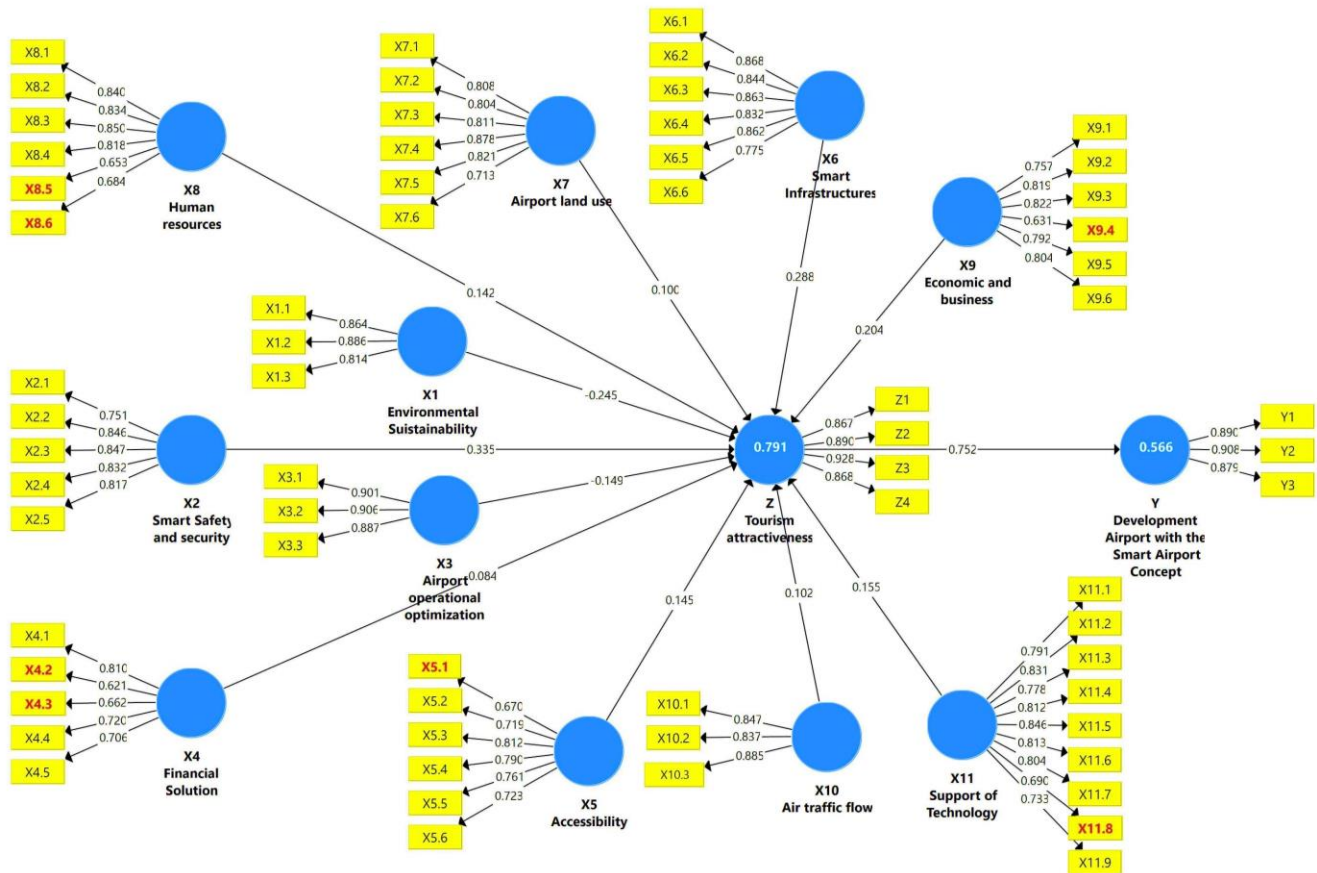 X8.1
X8.2
X8.3
X8.4
X8.5
X8.6
0.840
0.834
0.850
0.818
0.653
0.684
X8
Human
resources
X7.1
X7.2
X7.3
X7.4
X7.5
X7.6
0.808
0.804
0.811
0.878
0.821
0.713
X7
Airport land use
X6.1
X6.2
X6.3
X6.4
X6.5
X6.6
0.868
0.844
0.863
0.832
0.862
0.775
X6
Smart
Infrastructures
X9.1
X9.2
X9.3
X9.4
X9.5
X9.6
0.757
0.819
0.822
0.631
0.792
0.804
X9
Economic and
business
0.142
0.100
0.288
0.204
X1.1
X1.2
X1.3
0.864
0.886
0.814
X1
Environmental
Suistainability
-0.245
X2.1
X2.2
X2.3
X2.4
X2.5
0.751
0.846
0.847
0.832
0.817
X2
Smart Safety
and security
0.335
X3.1
X3.2
X3.3
0.901
0.906
0.887
X3
Airport
operational
optimization
-0.149
0.791
Z
Tourism
attractiveness
0.867
0.890
0.928
0.868
Z1
Z2
Z3
Z4
0.752
0.566
Y
Development
Airport with the
Smart Airport
Concept
0.890
0.908
0.879
Y1
Y2
Y3
X4.1
X4.2
X4.3
X4.4
X4.5
0.810
0.621
0.662
0.720
0.706
X4
Financial
Solution
0.084
X5.1
X5.2
X5.3
X5.4
X5.5
X5.6
0.670
0.719
0.812
0.790
0.761
0.723
X5
Accessibility
0.145
X10.1
X10.2
X10.3
0.847
0.837
0.885
X10
Air traffic flow
0.102
0.155
X11
Support of
Technology
0.791
0.831
0.778
0.812
0.846
0.813
0.804
0.690
0.733
X11.1
X11.2
X11.3
X11.4
X11.5
X11.6
X11.7
X11.8
X11.9